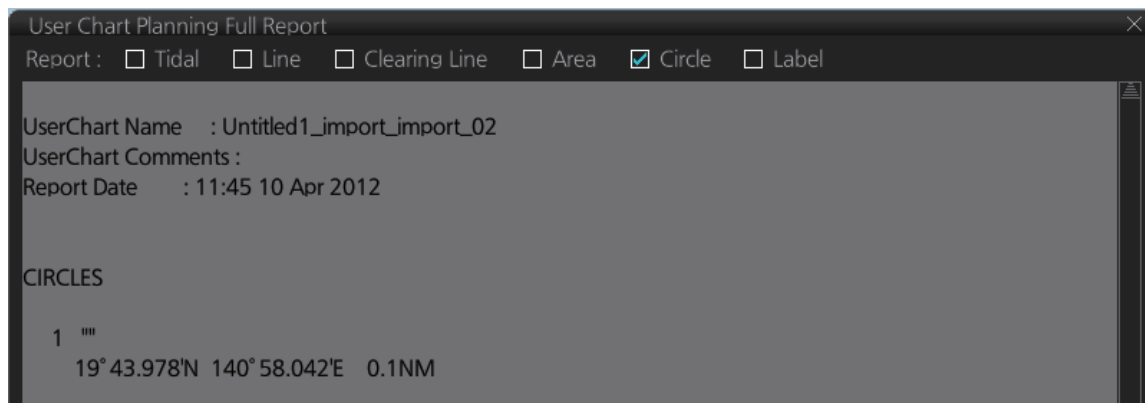 User Chart Planning Full Report
Report : Tidal Line Clearing Line Area Circle Label
UserChart Name : Untitled1_import_import_02
UserChart Comments :
Report Date : 11:45 10 Apr 2012
CIRCLES
1 ""
19° 43.978'N 140° 58.042'E 0.1NM